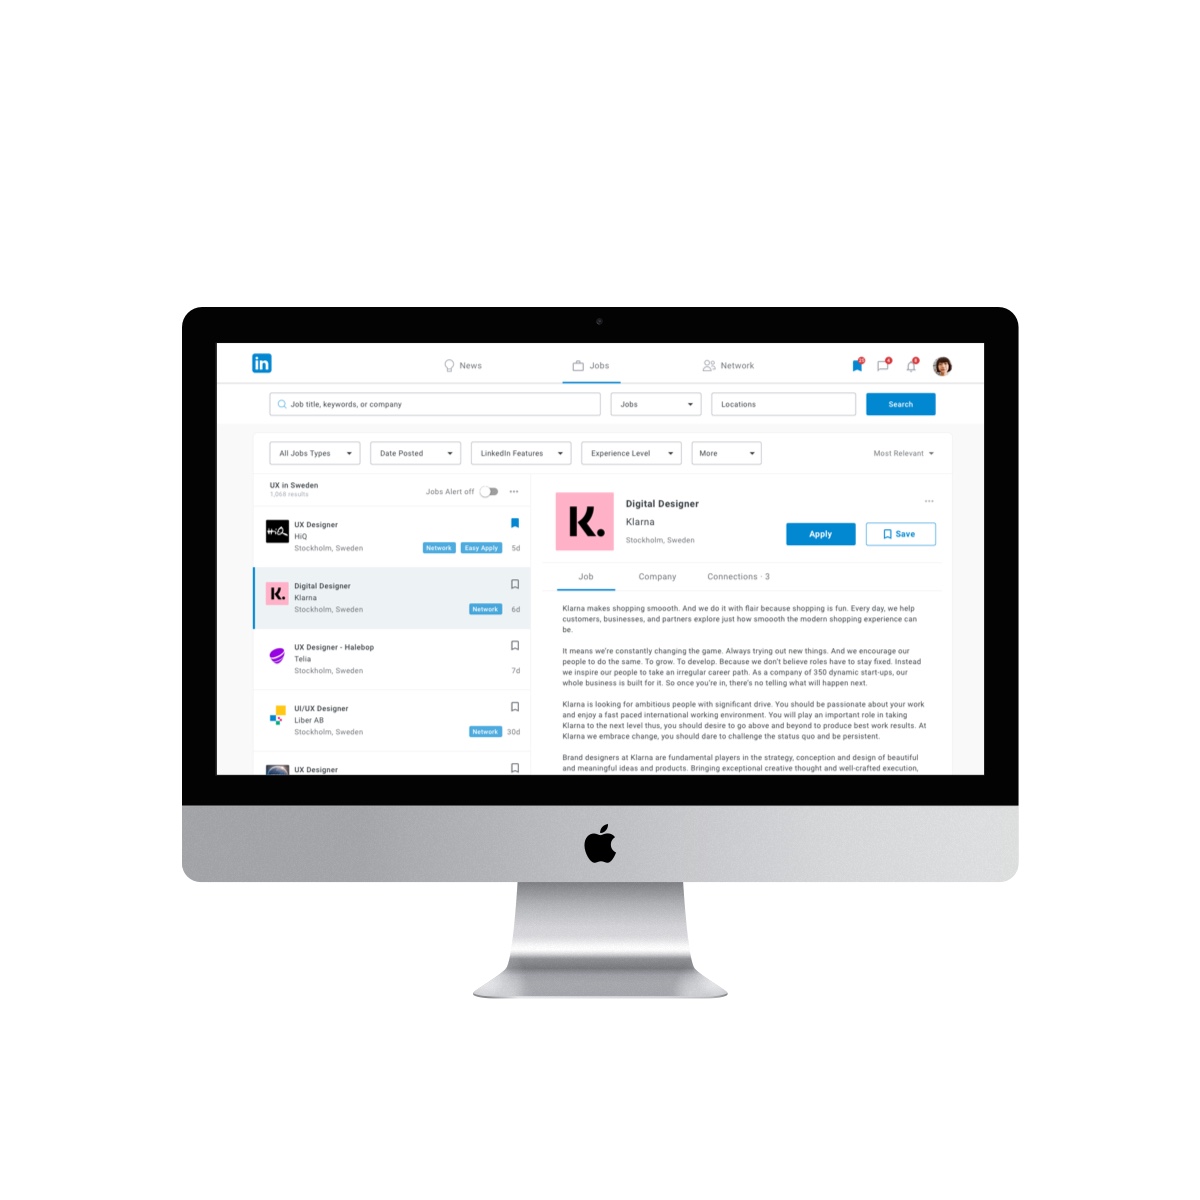 in
News
Jobs
Network
Job title, keywords, or company
Jobs
Locations
Search
All Jobs Types
Date Posted
LinkedIn Features
Experience Level
More
Most Relevant
UX in Sweden
1,068 results
Jobs Alert off
HiQ
UX Designer
HiQ
Stockholm, Sweden
Network
Easy Apply
5d
K.
Digital Designer
Klarna
Stockholm, Sweden
Network
6d
UX Designer - Halebop
Telia
Stockholm, Sweden
7d
UI/UX Designer
Liber AB
Stockholm, Sweden
Network
30d
UX Designer
K.
Digital Designer
Klarna
Stockholm, Sweden
Apply
Save
Job
Company
Connections · 3
Klarna makes shopping smoooth. And we do it with flair because shopping is fun. Every day, we help
customers, businesses, and partners explore just how smoooth the modern shopping experience can
be.
It means we're constantly changing the game. Always trying out new things. And we encourage our
people to do the same. To grow. To develop. Because we don't believe roles have to stay fixed. Instead
we inspire our people to take an irregular career path. As a company of 350 dynamic start-ups, our
whole business is built for it. So once you're in, there's no telling what will happen next.
Klarna is looking for ambitious people with significant drive. You should be passionate about your work
and enjoy a fast paced international working environment. You will play an important role in taking
Klarna to the next level thus, you should desire to go above and beyond to produce best work results. At
Klarna we embrace change, you should dare to challenge the status quo and be persistent.
Brand designers at Klarna are fundamental players in the strategy, conception and design of beautiful
and meaningful ideas and products. Bringing exceptional creative thought and well-crafted execution,